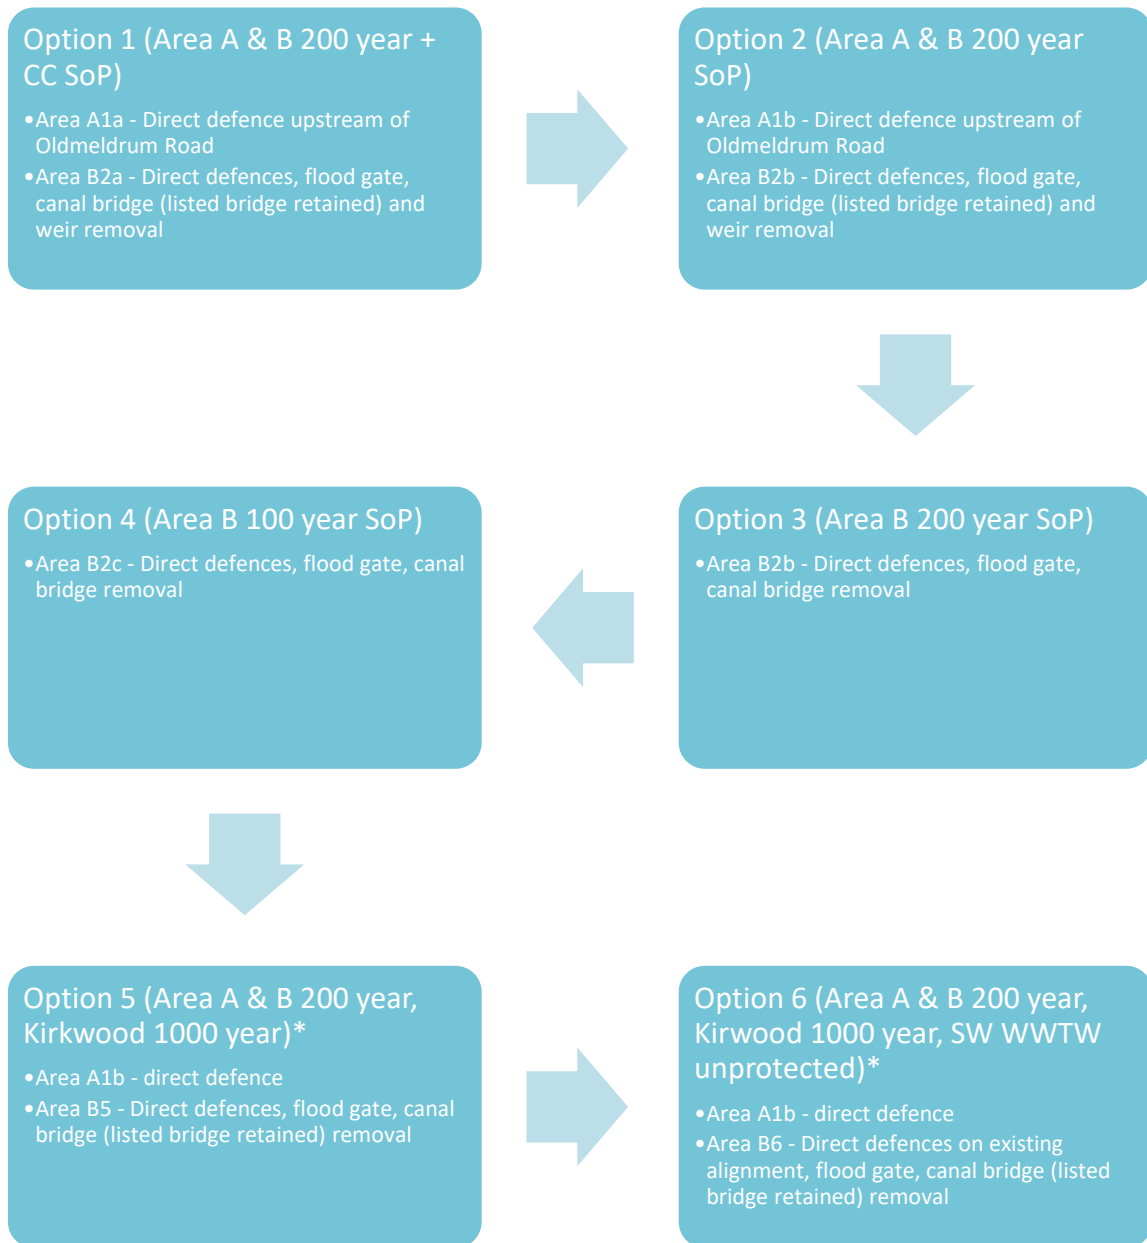 Option 1 (Area A & B 200 year +
CC SoP)
•Area A1a - Direct defence upstream of
Oldmeldrum Road
•Area B2a - Direct defences, flood gate,
canal bridge (listed bridge retained) and
weir removal
Option 2 (Area A & B 200 year
SoP)
•Area A1b - Direct defence upstream of
Oldmeldrum Road
•Area B2b - Direct defences, flood gate,
canal bridge (listed bridge retained) and
weir removal
Option 3 (Area B 200 year SoP)
•Area B2b - Direct defences, flood gate,
canal bridge removal
Option 4 (Area B 100 year SoP)
•Area B2c - Direct defences, flood gate, canal
bridge removal
Option 5 (Area A & B 200 year,
Kirkwood 1000 year)*
•Area A1b - direct defence
•Area B5 - Direct defences, flood gate, canal
bridge (listed bridge retained) removal
Option 6 (Area A & B 200 year,
Kirwood 1000 year, SW WWTW
unprotected)*
•Area A1b - direct defence
•Area B6 - Direct defences on existing
alignment, flood gate, canal bridge (listed
bridge retained) removal